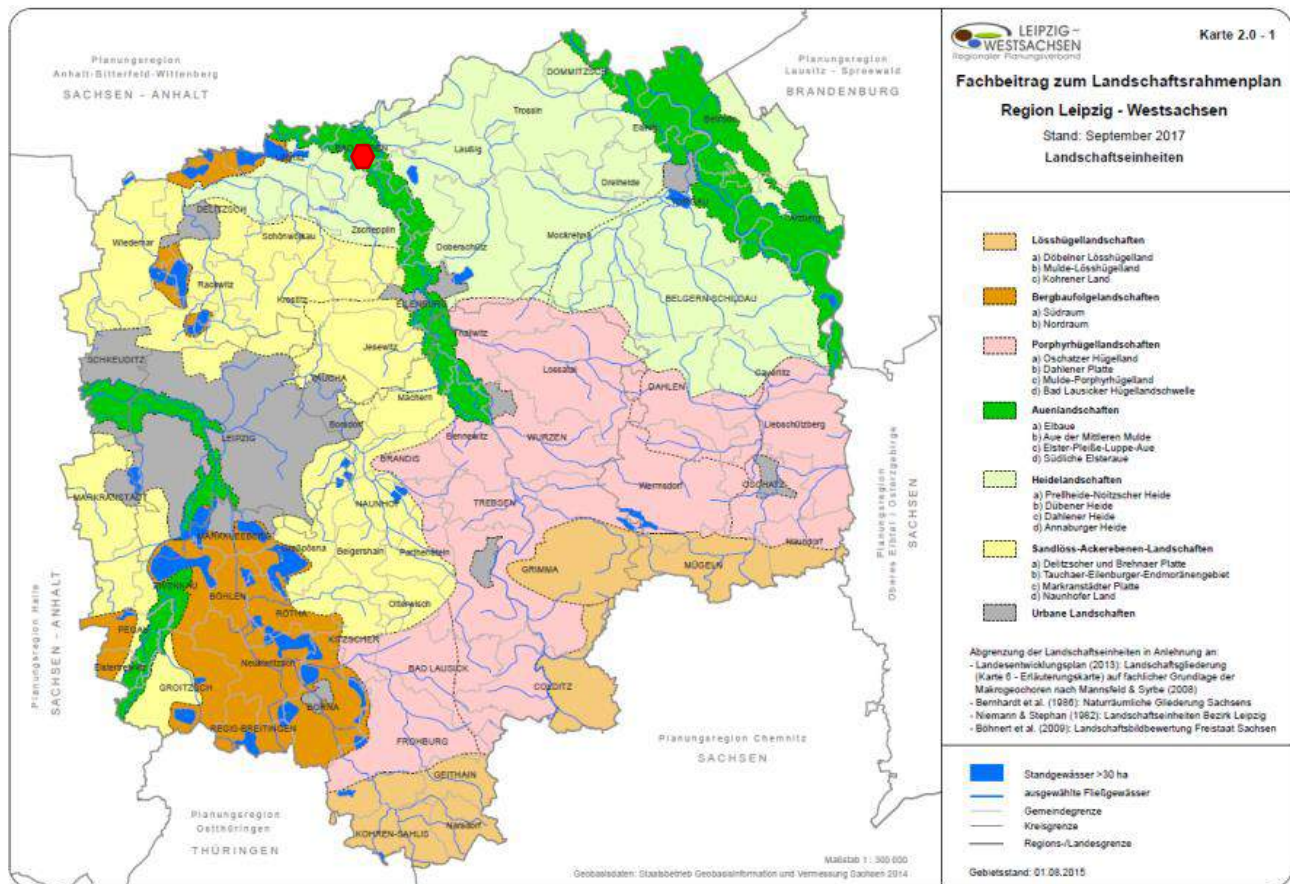 Planungsregion
Anhalt-Bitterfeld-Wittenberg
SACHSEN - ANHALT
Planungsregion
Lausitz - Spreewald
BRANDENBURG
DOMMITZSCH
Trossin
Elsnig
Beilrode
Laußig
Dreiheide
TORGAU
Arzberg
Löbnitz
DELITZSCH
Wiedemar
Schönwölkau
Zschepplin
Doberschütz
Mockrehna
Rackwitz
Krostitz
EILENBURG
BELGERN-SCHILDAU
SCHKEUDITZ
Jesewitz
Thallwitz
Lossatal
DAHLEN
Cavertitz
TAUCHA
Machern
Liebschützberg
LEIPZIG
Borsdorf
Bennewitz
WURZEN
BRANDIS
Wermsdorf
OSCHATZ
MARKRANSTÄDT
NAUNHOF
TREBSEN
MARKKLEEBERG
Großpösna
Belgershain
Parthenstein
Naundorf
GRIMMA
MÜGELN
ZWENKAU
BÖHLEN
RÖTHA
Otterwisch
PEGAU
KITZSCHER
Elstertrebnitz
Neukieritzsch
BAD LAUSICK
COLDITZ
GROITZSCH
BORNA
REGIS-BREITINGEN
FROHBURG
GEITHAIN
KOHREN-SAHLIS
Narsdorf
Planungsregion Halle
SACHSEN - ANHALT
Planungsregion
Oberes Elbtal / Osterzgebirge
SACHSEN
Planungsregion Chemnitz
SACHSEN
Planungsregion
Ostthüringen
THÜRINGEN
Maßstab 1 : 300 000
Geobasisdaten: Staatsbetrieb Geobasisinformation und Vermessung Sachsen 2014
LEIPZIG ~
WESTSACHSEN
Regionaler Planungsverband
Karte 2.0 - 1
Fachbeitrag zum Landschaftsrahmenplan
Region Leipzig - Westsachsen
Stand: September 2017
Landschaftseinheiten
Lösshügellandschaften
a) Döbelner Lösshügelland
b) Mulde-Lösshügelland
c) Kohrener Land
Bergbaufolgelandschaften
a) Südraum
b) Nordraum
Porphyrhügellandschaften
a) Oschatzer Hügelland
b) Dahlener Platte
c) Mulde-Porphyrhügelland
d) Bad Lausicker Hügellandschwelle
Auenlandschaften
a) Elbaue
b) Aue der Mittleren Mulde
c) Elster-Pleiße-Luppe-Aue
d) Südliche Elsteraue
Heidelandschaften
a) Prellheide-Noitzscher Heide
b) Dübener Heide
c) Dahlener Heide
d) Annaburger Heide
Sandlöss-Ackerebenen-Landschaften
a) Delitzscher und Brehnaer Platte
b) Tauchaer-Eilenburger-Endmoränengebiet
c) Markranstädter Platte
d) Naunhofer Land
Urbane Landschaften
Abgrenzung der Landschaftseinheiten in Anlehnung an:
- Landesentwicklungsplan (2013): Landschaftsgliederung
(Karte 6 - Erläuterungskarte) auf fachlicher Grundlage der
Makrogeochoren nach Mannsfeld & Syrbe (2008)
- Bernhardt et al. (1986): Naturräumliche Gliederung Sachsens
- Niemann & Stephan (1962): Landschaftseinheiten Bezirk Leipzig
- Böhnert et al. (2009): Landschaftsbildbewertung Freistaat Sachsen
Standgewässer >30 ha
ausgewählte Fließgewässer
Gemeindegrenze
Kreisgrenze
Regions-/Landesgrenze
Gebietsstand: 01.08.2015